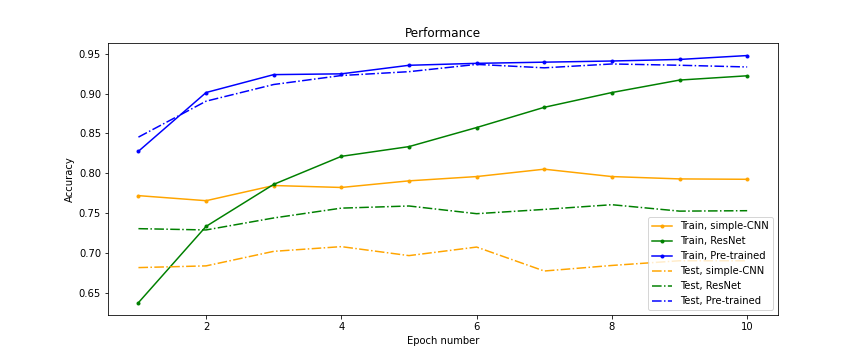 Performance
Accuracy
0.95
0.90
0.85
0.80
0.75
0.70
0.65
2
4
6
8
10
Epoch number
Train, simple-CNN
Train, ResNet
Train, Pre-trained
Test, simple-CNN
Test, ResNet
Test, Pre-trained